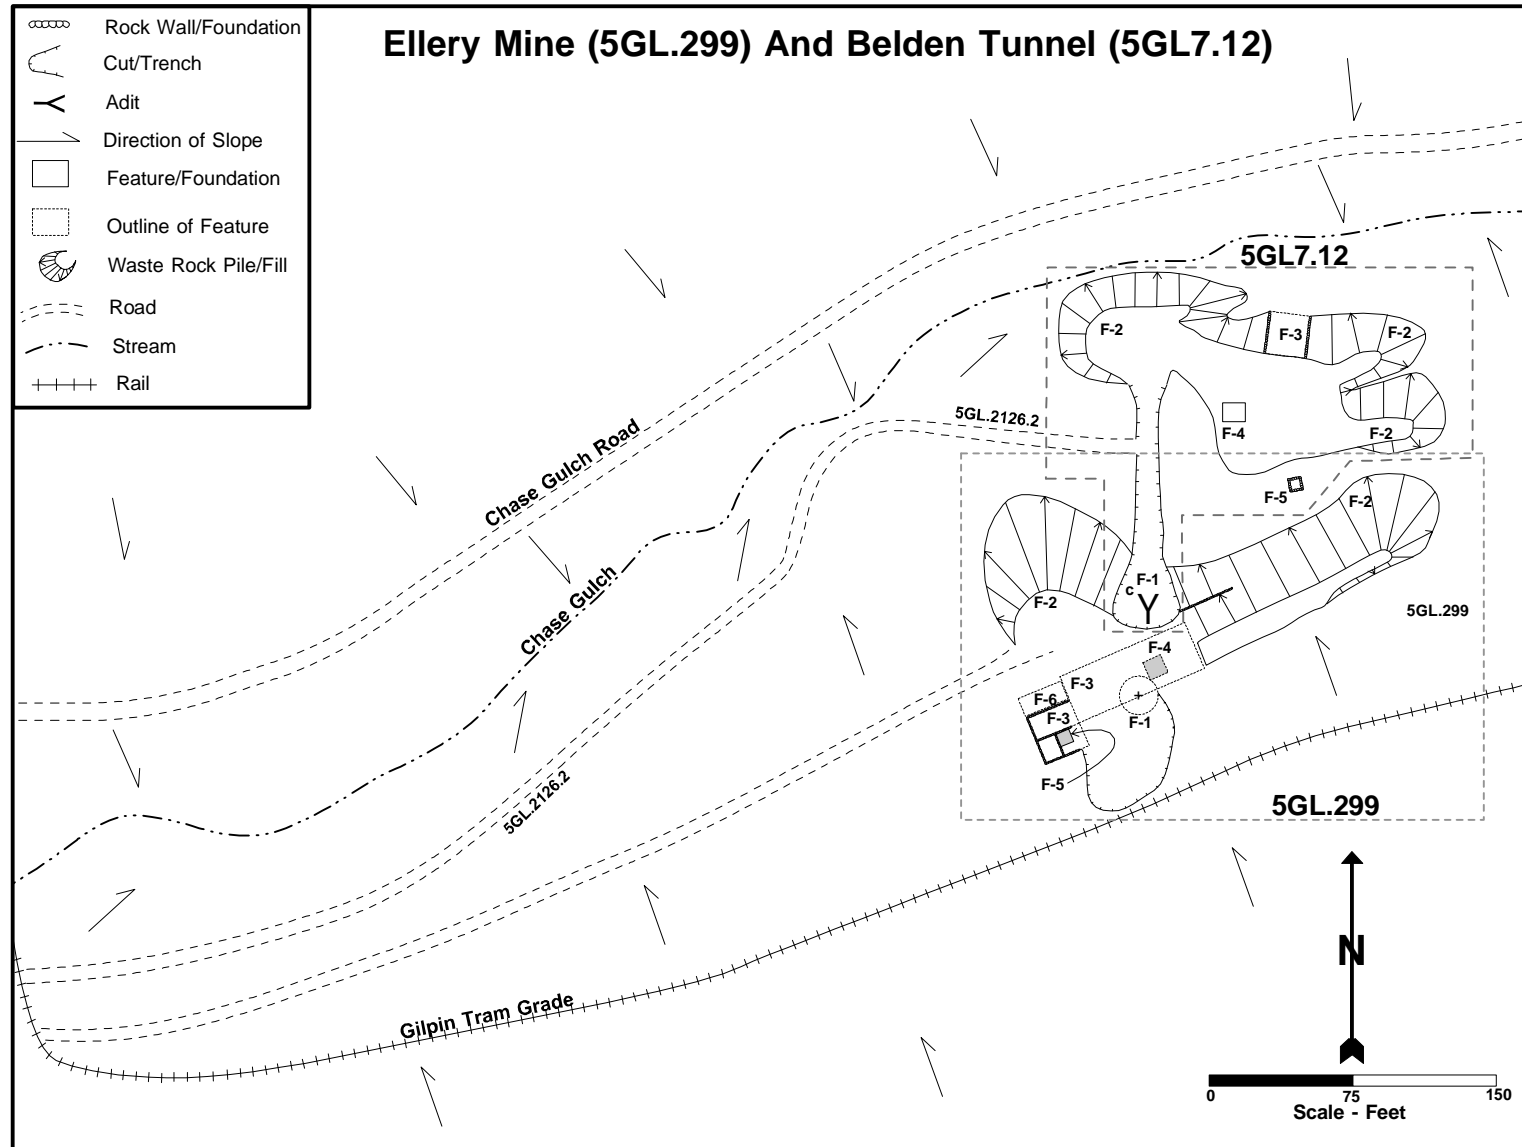 Ellery Mine (5GL.299) And Belden Tunnel (5GL7.12)
Rock Wall/Foundation
Cut/Trench
Adit
Direction of Slope
Feature/Foundation
Outline of Feature
Waste Rock Pile/Fill
Road
Stream
Rail
5GL7.12
F-2
F-3
F-2
5GL.2126.2
F-4
F-2
Chase Gulch Road
F-5
F-2
F-1
c
F-2
Chase Gulch
5GL.299
F-4
F-3
F-6
F-3
F-1
F-5
5GL.2126.2
5GL.299
N
Gilpin Tram Grade
0 75 150
Scale - Feet